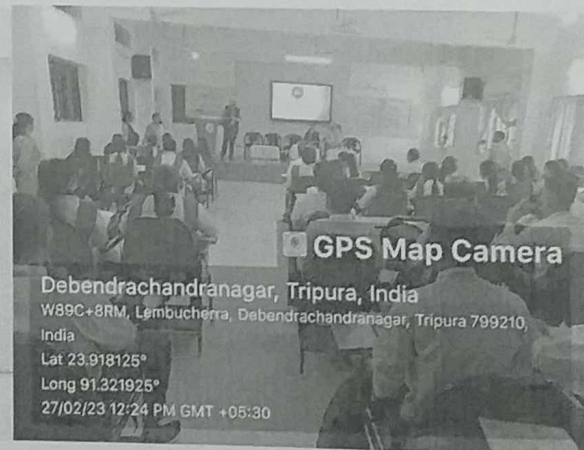 GPS Map Camera
Debendrachandranagar, Tripura, India
W89C+8RM, Lembucherra, Debendrachandranagar, Tripura 799210,
India
Lat 23.918125°
Long 91.321925°
27/02/23 12:24 PM GMT +05:30